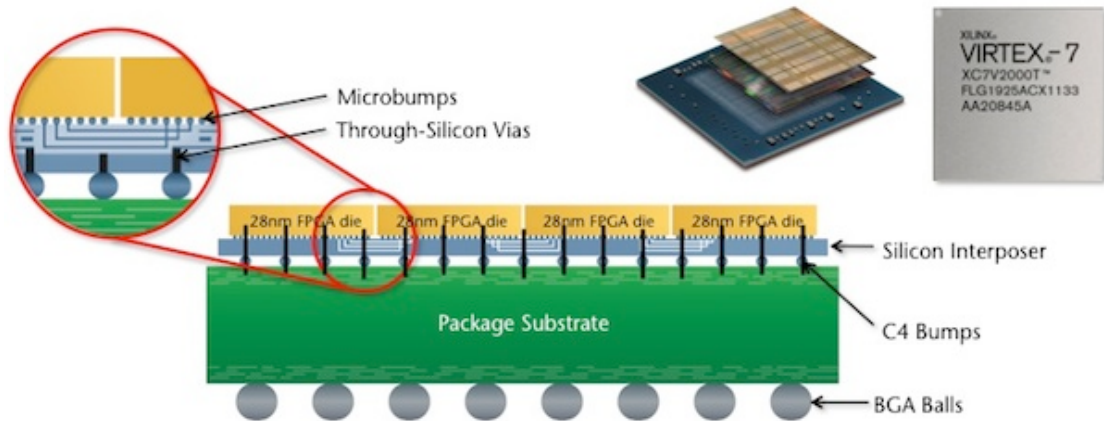 Microbumps
Through-Silicon Vias
XILINX®
VIRTEX®-7
XC7V2000T™
FLG1925ACX1133
AA20845A
28nm FPGA die
28nm FPGA die
28nm FPGA die
28nm FPGA die
Silicon Interposer
Package Substrate
C4 Bumps
BGA Balls